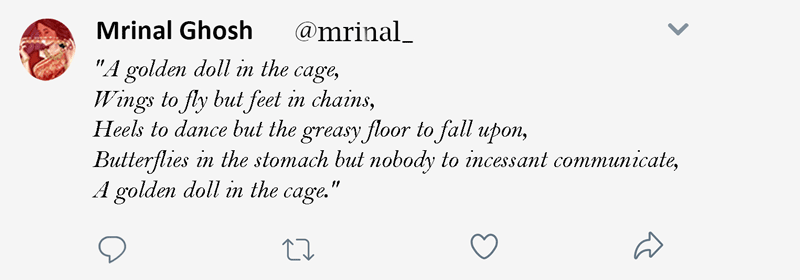 Mrinal Ghosh @mrinal_
"A golden doll in the cage,
Wings to fly but feet in chains,
Heels to dance but the greasy floor to fall upon,
Butterflies in the stomach but nobody to incessant communicate,
A golden doll in the cage."